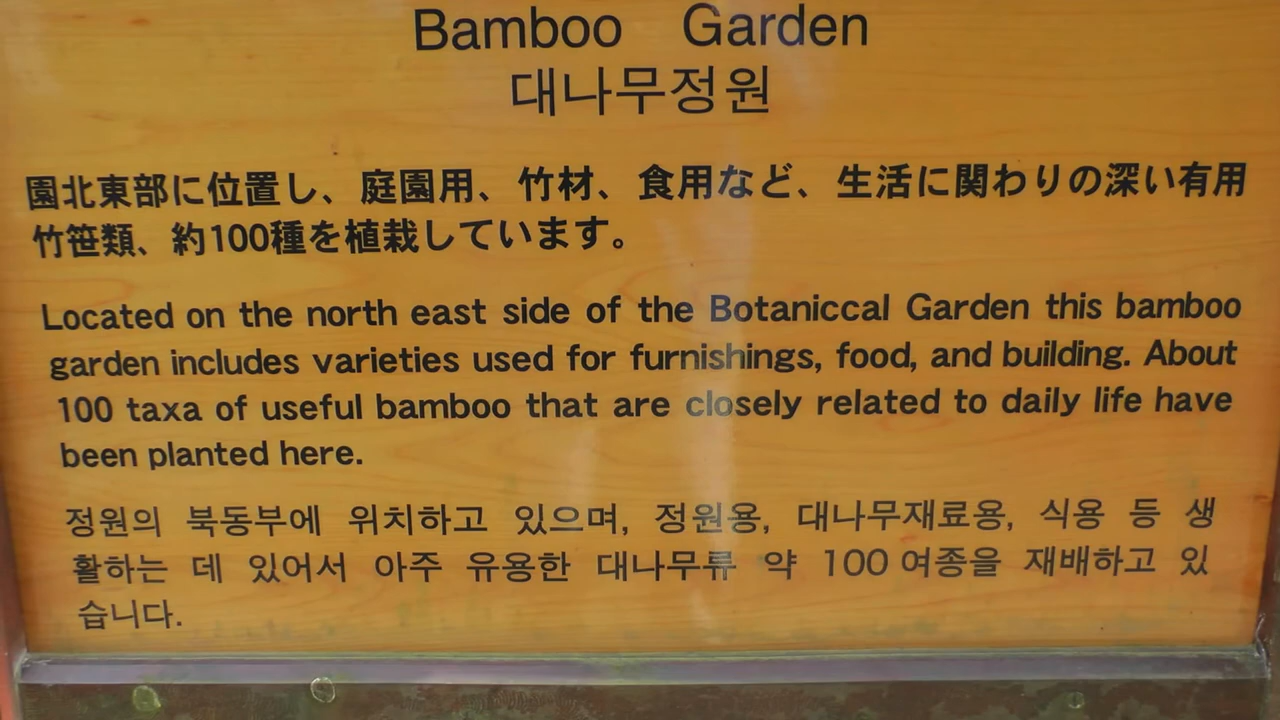 Bamboo Garden
대나무정원
園北東部に位置し、庭園用、竹材、食用など、生活に関わりの深い有用
竹笹類、約100種を植栽しています。
Located on the north east side of the Botaniccal Garden this bamboo
garden includes varieties used for furnishings, food, and building. About
100 taxa of useful bamboo that are closely related to daily life have
been planted here.
정원의 북동부에 위치하고 있으며, 정원용, 대나무재료용, 식용 등 생
활하는 데 있어서 아주 유용한 대나무류 약 100 여종을 재배하고 있
습니다.